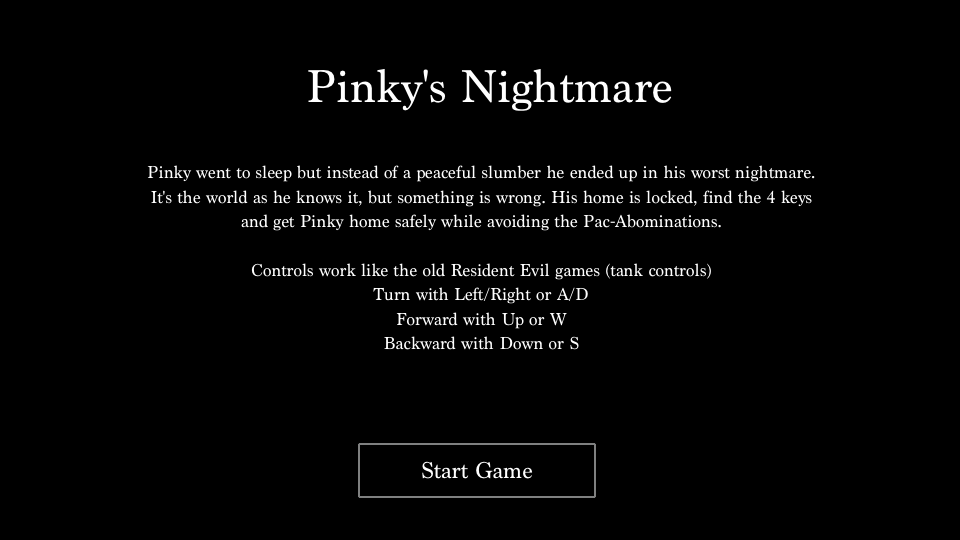 Pinky's Nightmare
Pinky went to sleep but instead of a peaceful slumber he ended up in his worst nightmare.
It's the world as he knows it, but something is wrong. His home is locked, find the 4 keys
and get Pinky home safely while avoiding the Pac-Abominations.
Controls work like the old Resident Evil games (tank controls)
Turn with Left/Right or A/D
Forward with Up or W
Backward with Down or S
Start Game